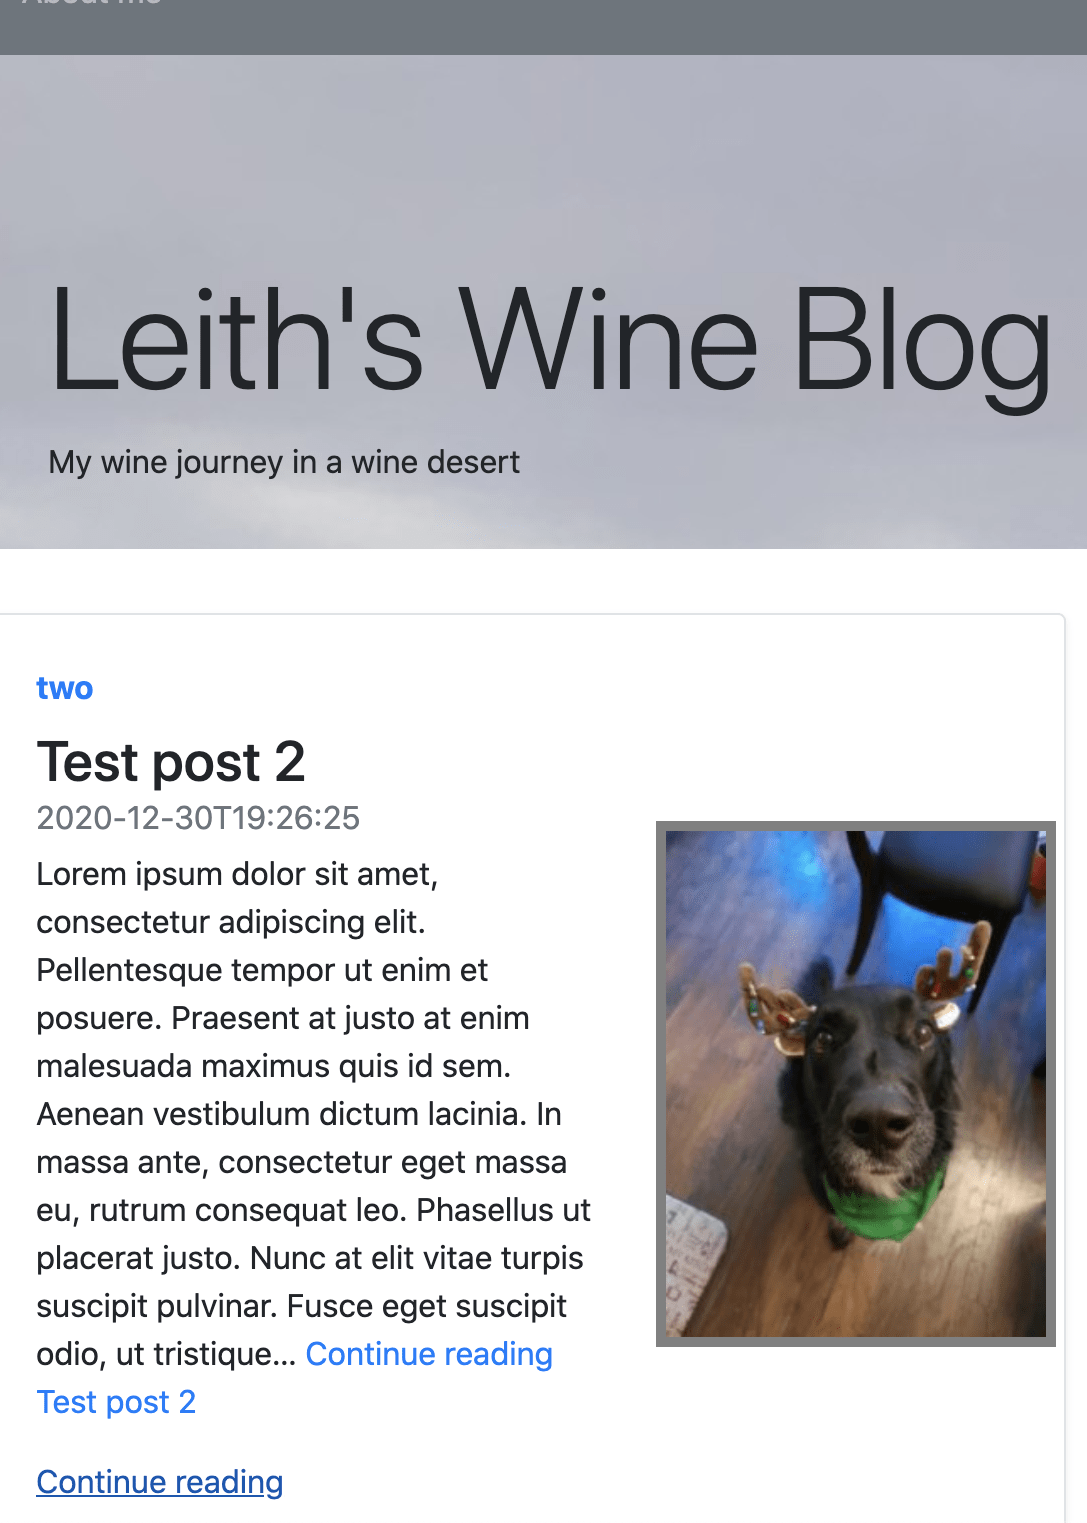 About me
Leith's Wine Blog
My wine journey in a wine desert
two
Test post 2
2020-12-30T19:26:25
Lorem ipsum dolor sit amet,
consectetur adipiscing elit.
Pellentesque tempor ut enim et
posuere. Praesent at justo at enim
malesuada maximus quis id sem.
Aenean vestibulum dictum lacinia. In
massa ante, consectetur eget massa
eu, rutrum consequat leo. Phasellus ut
placerat justo. Nunc at elit vitae turpis
suscipit pulvinar. Fusce eget suscipit
odio, ut tristique... Continue reading
Test post 2
Continue reading